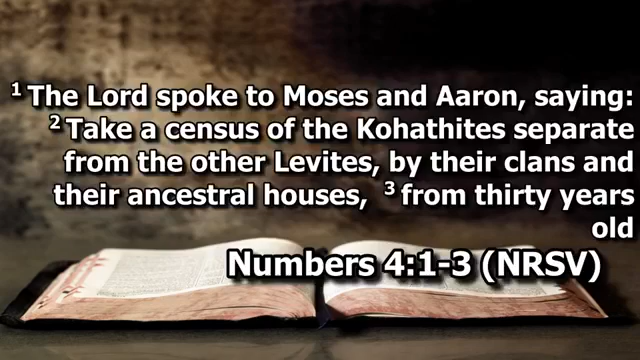 1 The Lord spoke to Moses and Aaron, saying:
2 Take a census of the Kohathites separate
from the other Levites, by their clans and
their ancestral houses, 3 from thirty years
old
Numbers 4:1-3 (NRSV)